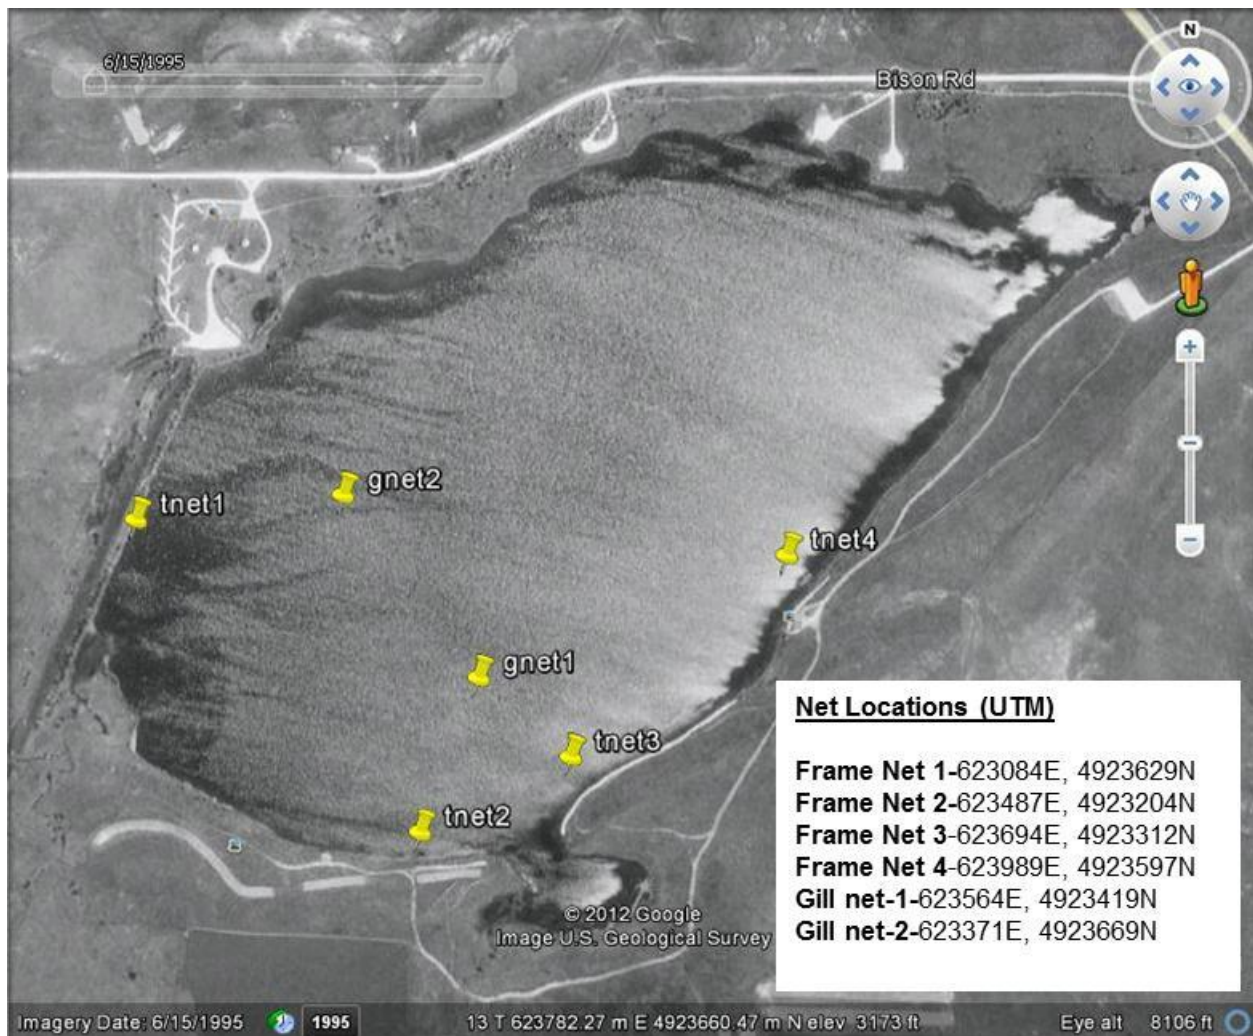 6/15/1995
N
Bison Rd
gnet2
tnet1
tnet4
gnet1
tnet3
tnet2
Net Locations (UTM)
Frame Net 1-623084E, 4923629N
Frame Net 2-623487E, 4923204N
Frame Net 3-623694E, 4923312N
Frame Net 4-623989E, 4923597N
Gill net-1-623564E, 4923419N
Gill net-2-623371E, 4923669N
© 2012 Google
Image U.S. Geological Survey
Imagery Date: 6/15/1995 1995 13 T 623782.27 m E 4923660.47 m N elev 3173 ft Eye alt 8106 ft